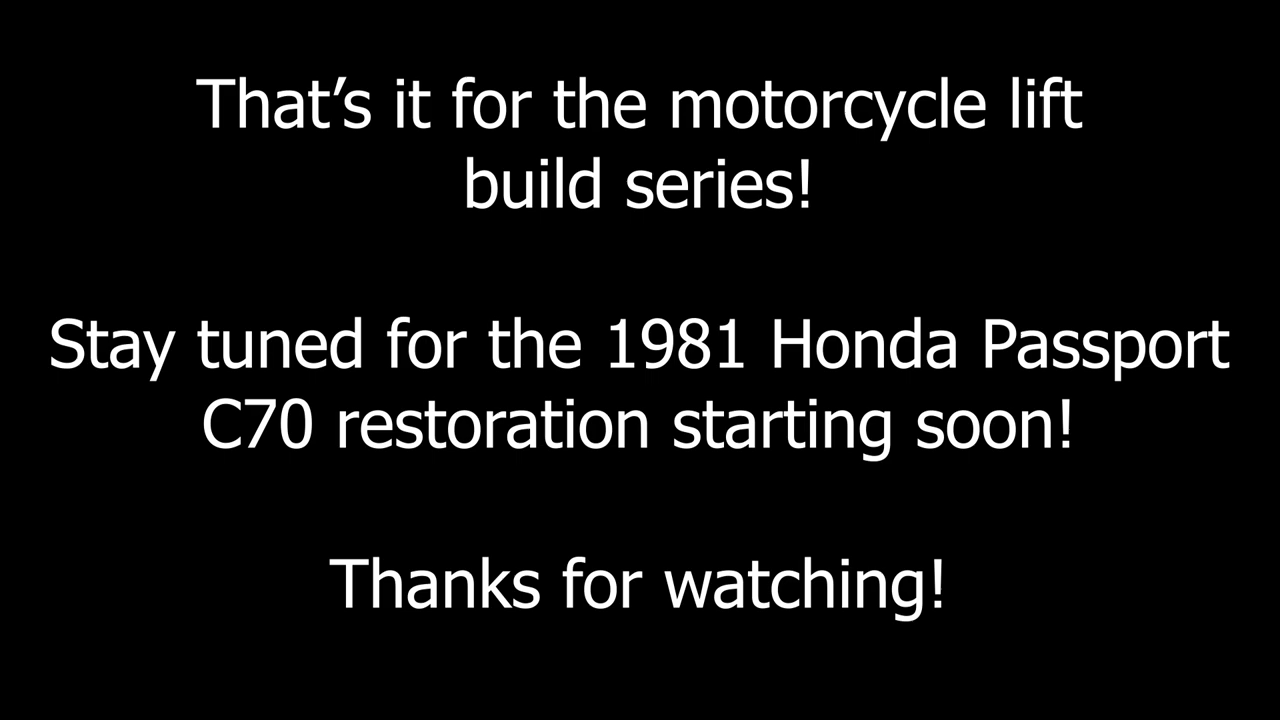 That’s it for the motorcycle lift
build series!
Stay tuned for the 1981 Honda Passport
C70 restoration starting soon!
Thanks for watching!